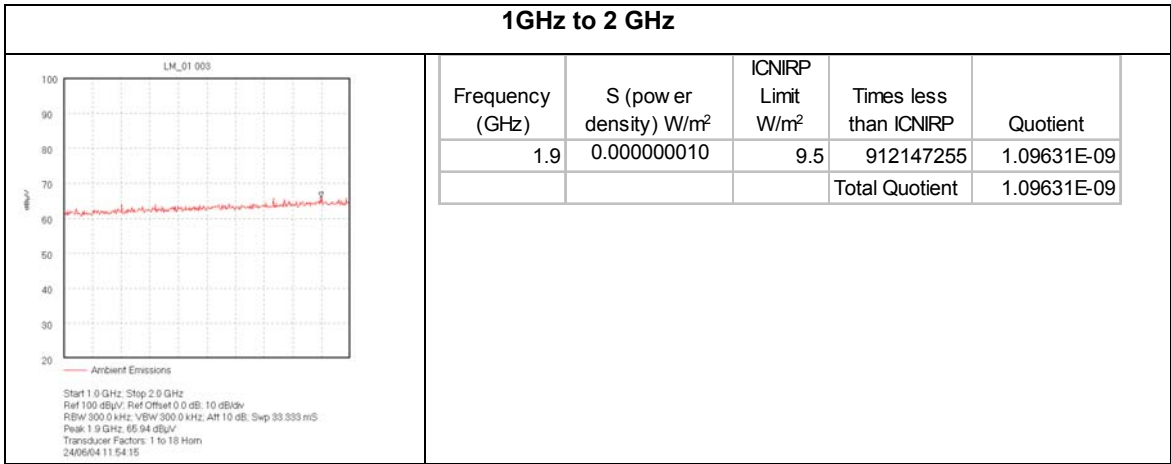 1GHz to 2 GHz
LM_01 003
100
90
80
70
60
50
40
30
20
dBµV
Ambient Emissions
Start 1.0 GHz; Stop 2.0 GHz
Ref 100 dBµV; Ref Offset 0.0 dB; 10 dB/div
RBW 300.0 kHz; VBW 300.0 kHz; Att 10 dB; Swp 33.333 mS
Peak 1.9 GHz, 65.94 dBµV
Transducer Factors: 1 to 18 Horn
24/06/04 11:54:15
Frequency (GHz) S (pow er density) W/m² ICNIRP Limit W/m² Times less than ICNIRP Quotient
1.9 0.000000010 9.5 912147255 1.09631E-09
Total Quotient 1.09631E-09